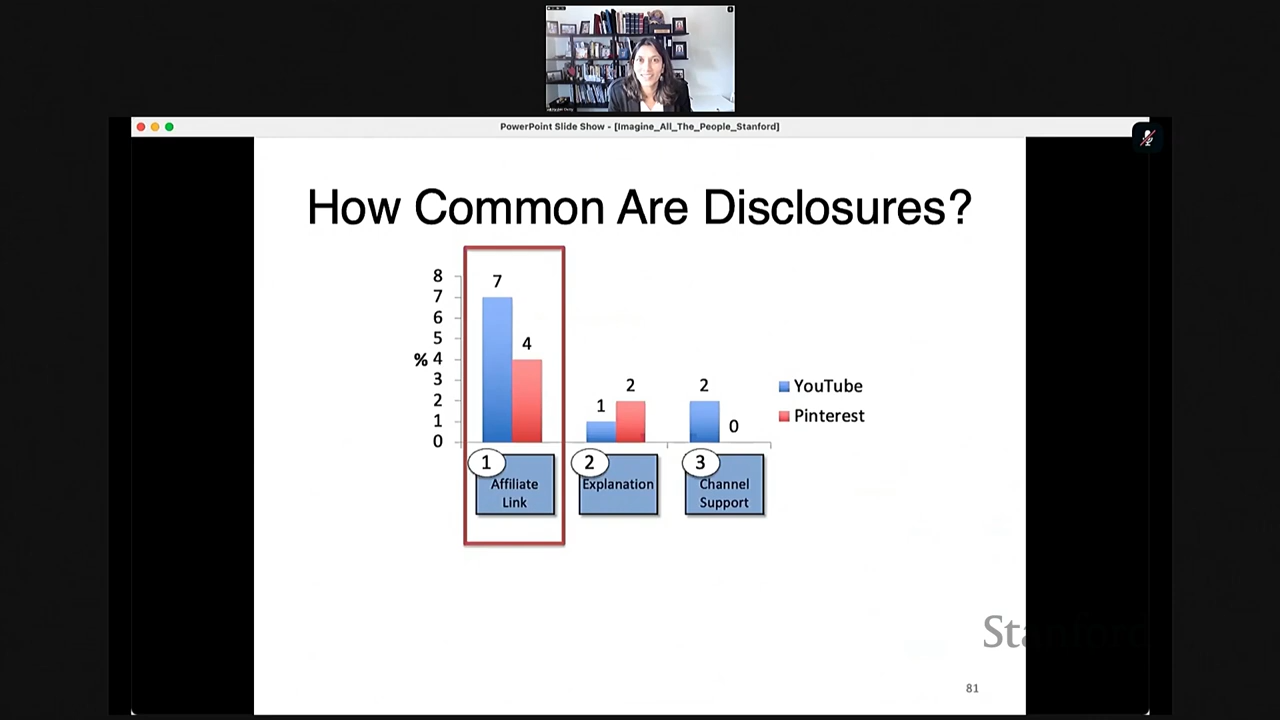 PowerPoint Slide Show - [Imagine_All_The_People_Stanford]
How Common Are Disclosures?
8
7
6
5
% 4
3
2
1
0
7
4
1
2
2
0
YouTube
Pinterest
1
Affiliate
Link
2
Explanation
3
Channel
Support
Stanford
81